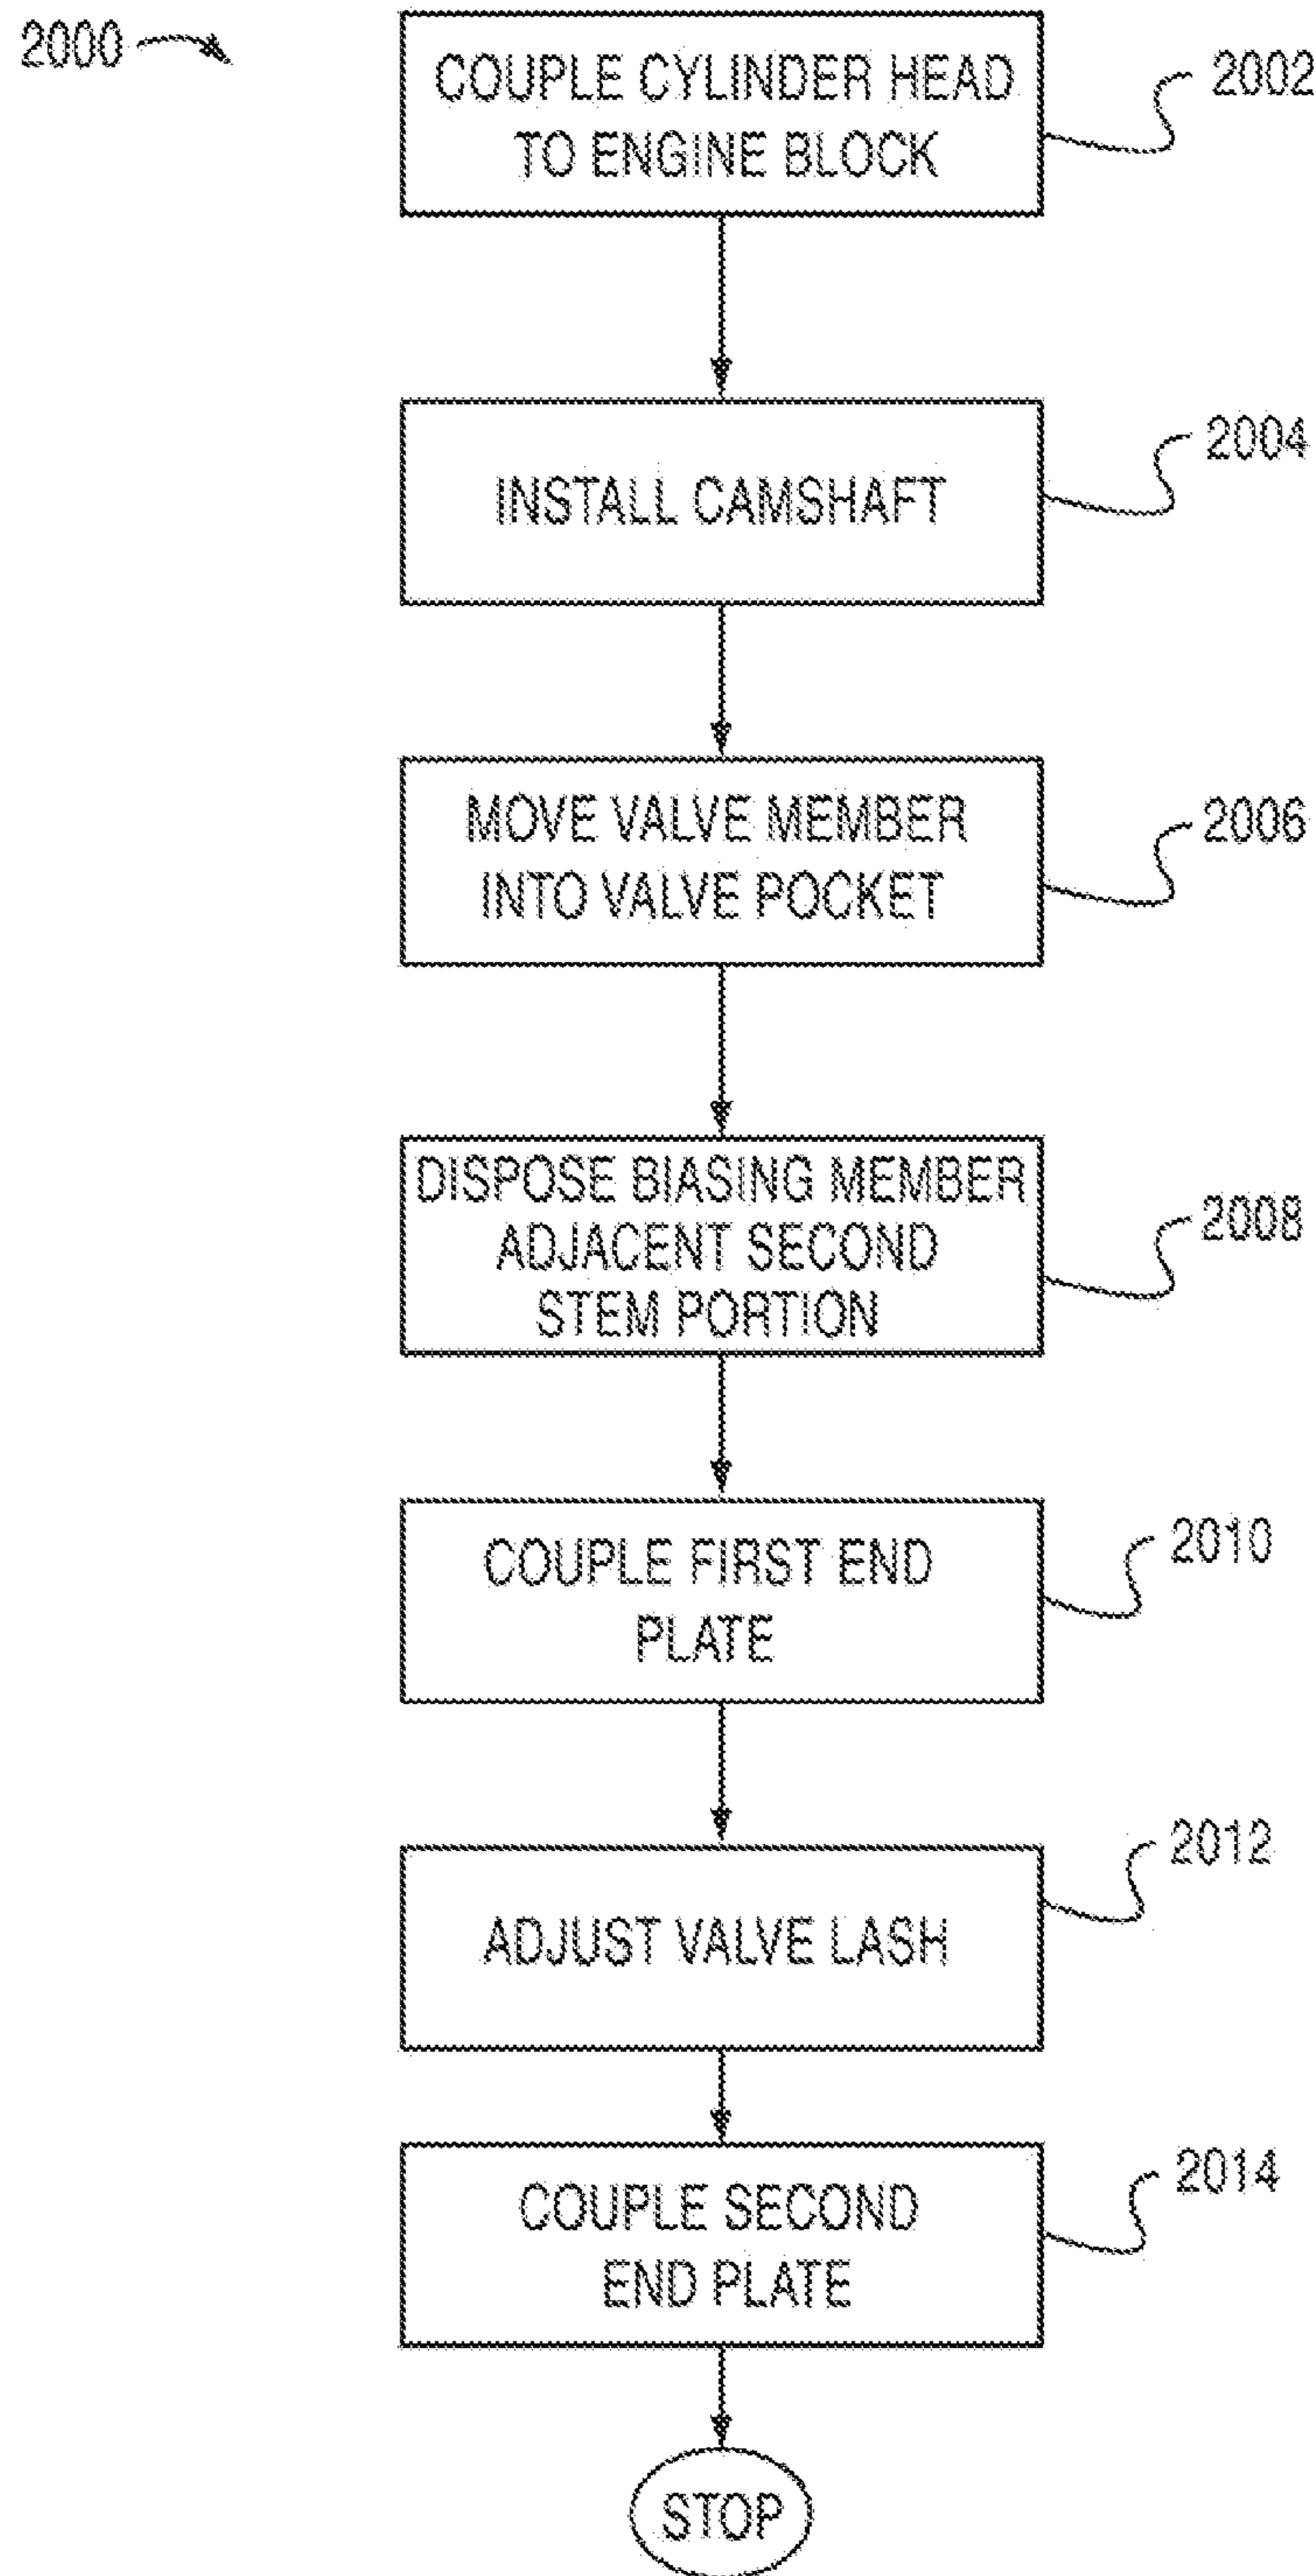 2000
COUPLE CYLINDER HEAD
TO ENGINE BLOCK
2002
INSTALL CAMSHAFT
2004
MOVE VALVE MEMBER
INTO VALVE POCKET
2006
DISPOSE BIASING MEMBER
ADJACENT SECOND
STEM PORTION
2008
COUPLE FIRST END
PLATE
2010
ADJUST VALVE LASH
2012
COUPLE SECOND
END PLATE
2014
STOP